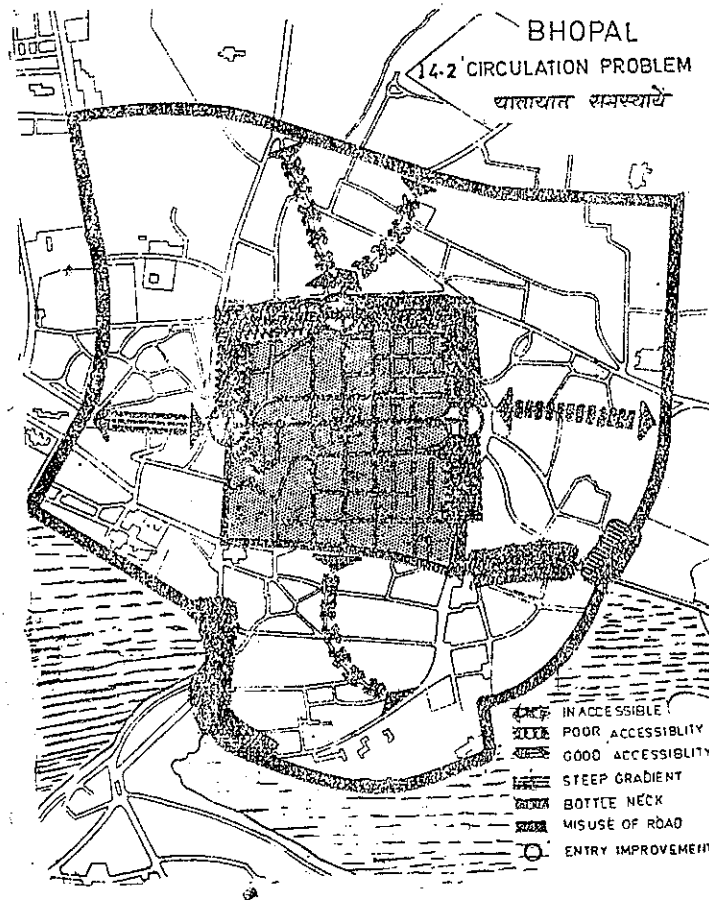 BHOPAL
14·2 CIRCULATION PROBLEM
यातायात समस्यायें
INACCESSIBLE
POOR ACCESSIBLITY
GOOD ACCESSIBLITY
STEEP GRADIENT
BOTTLE NECK
MISUSE OF ROAD
ENTRY IMPROVEMENT